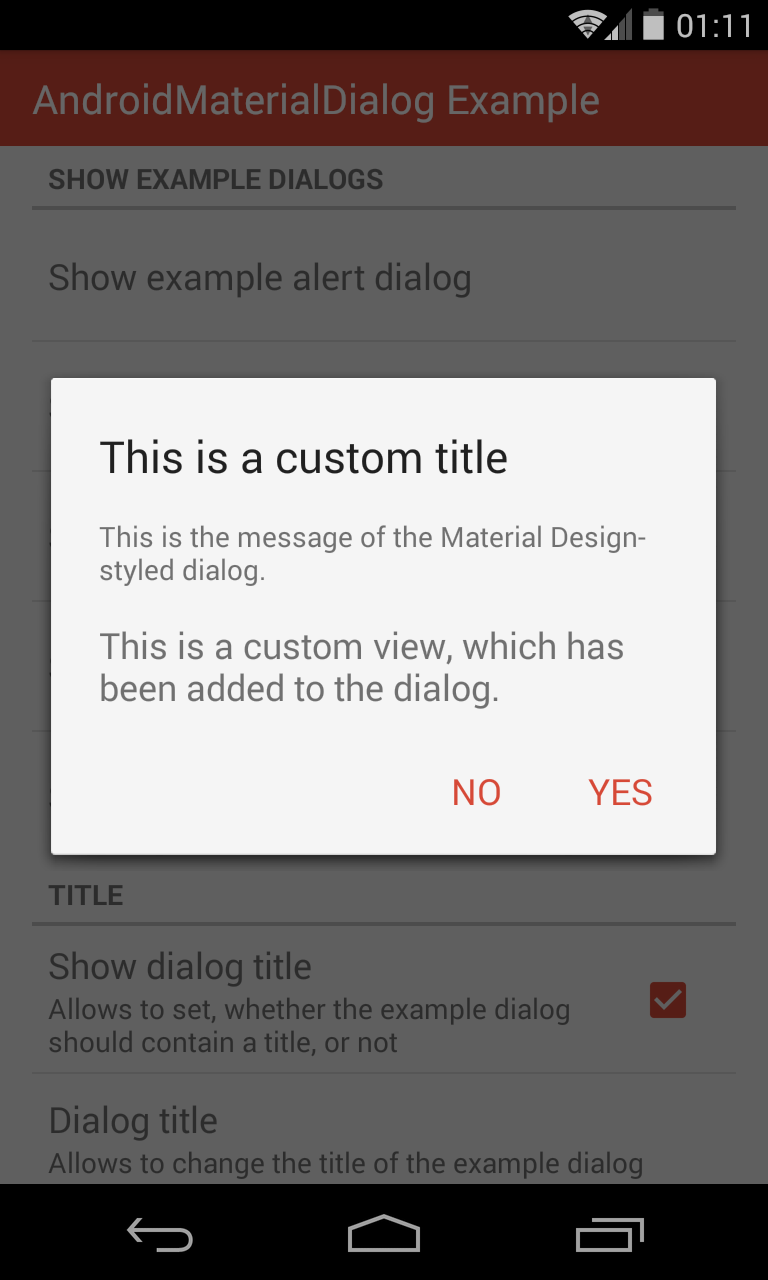 01:11
AndroidMaterialDialog Example
SHOW EXAMPLE DIALOGS
Show example alert dialog
This is a custom title
This is the message of the Material Design-
styled dialog.
This is a custom view, which has
been added to the dialog.
NO YES
TITLE
Show dialog title
Allows to set, whether the example dialog
should contain a title, or not
Dialog title
Allows to change the title of the example dialog